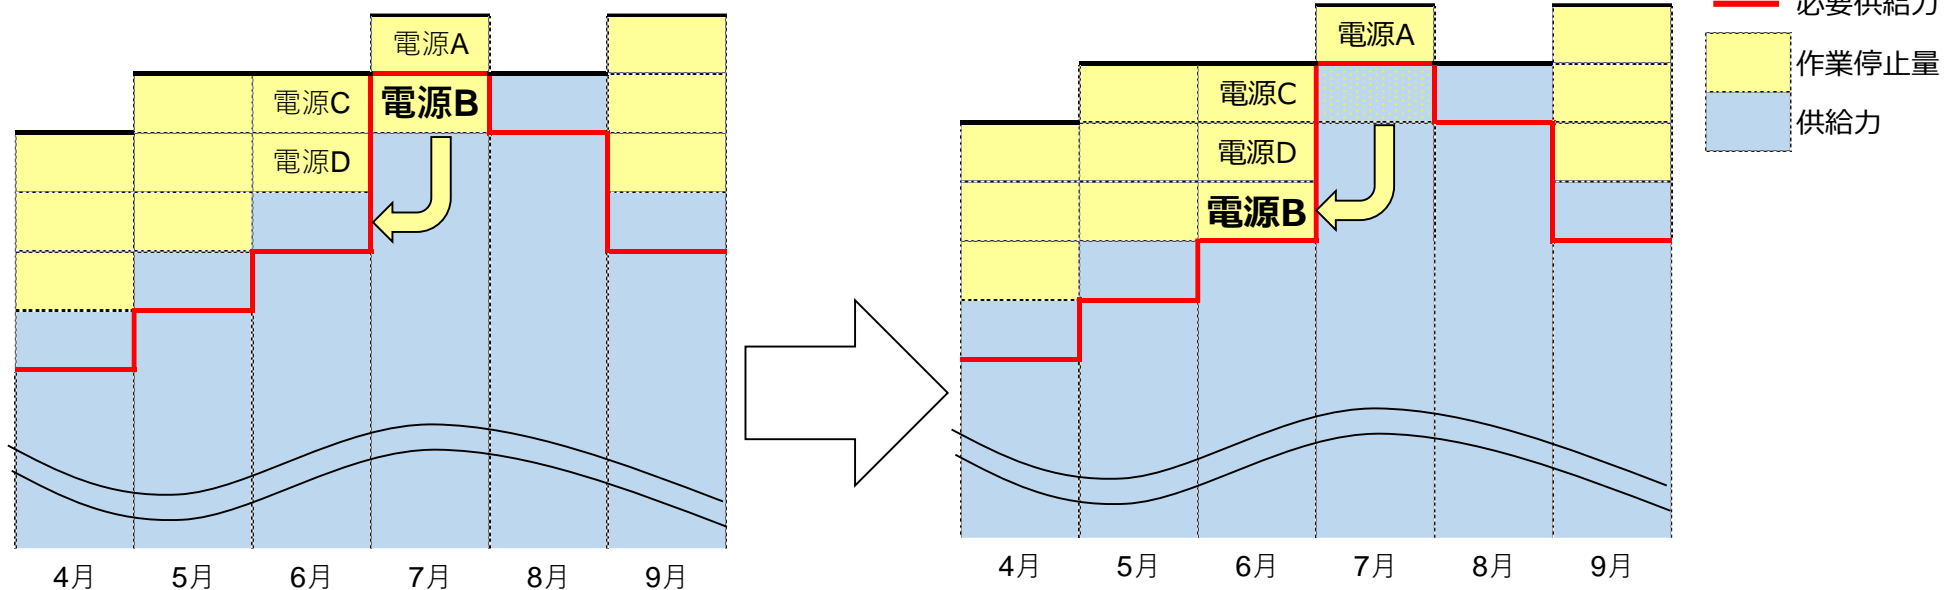 電源A
電源C
電源B
電源D
4月
5月
6月
7月
8月
9月
電源A
電源C
電源D
電源B
4月
5月
6月
7月
8月
9月
必要供給力
作業停止量
供給力